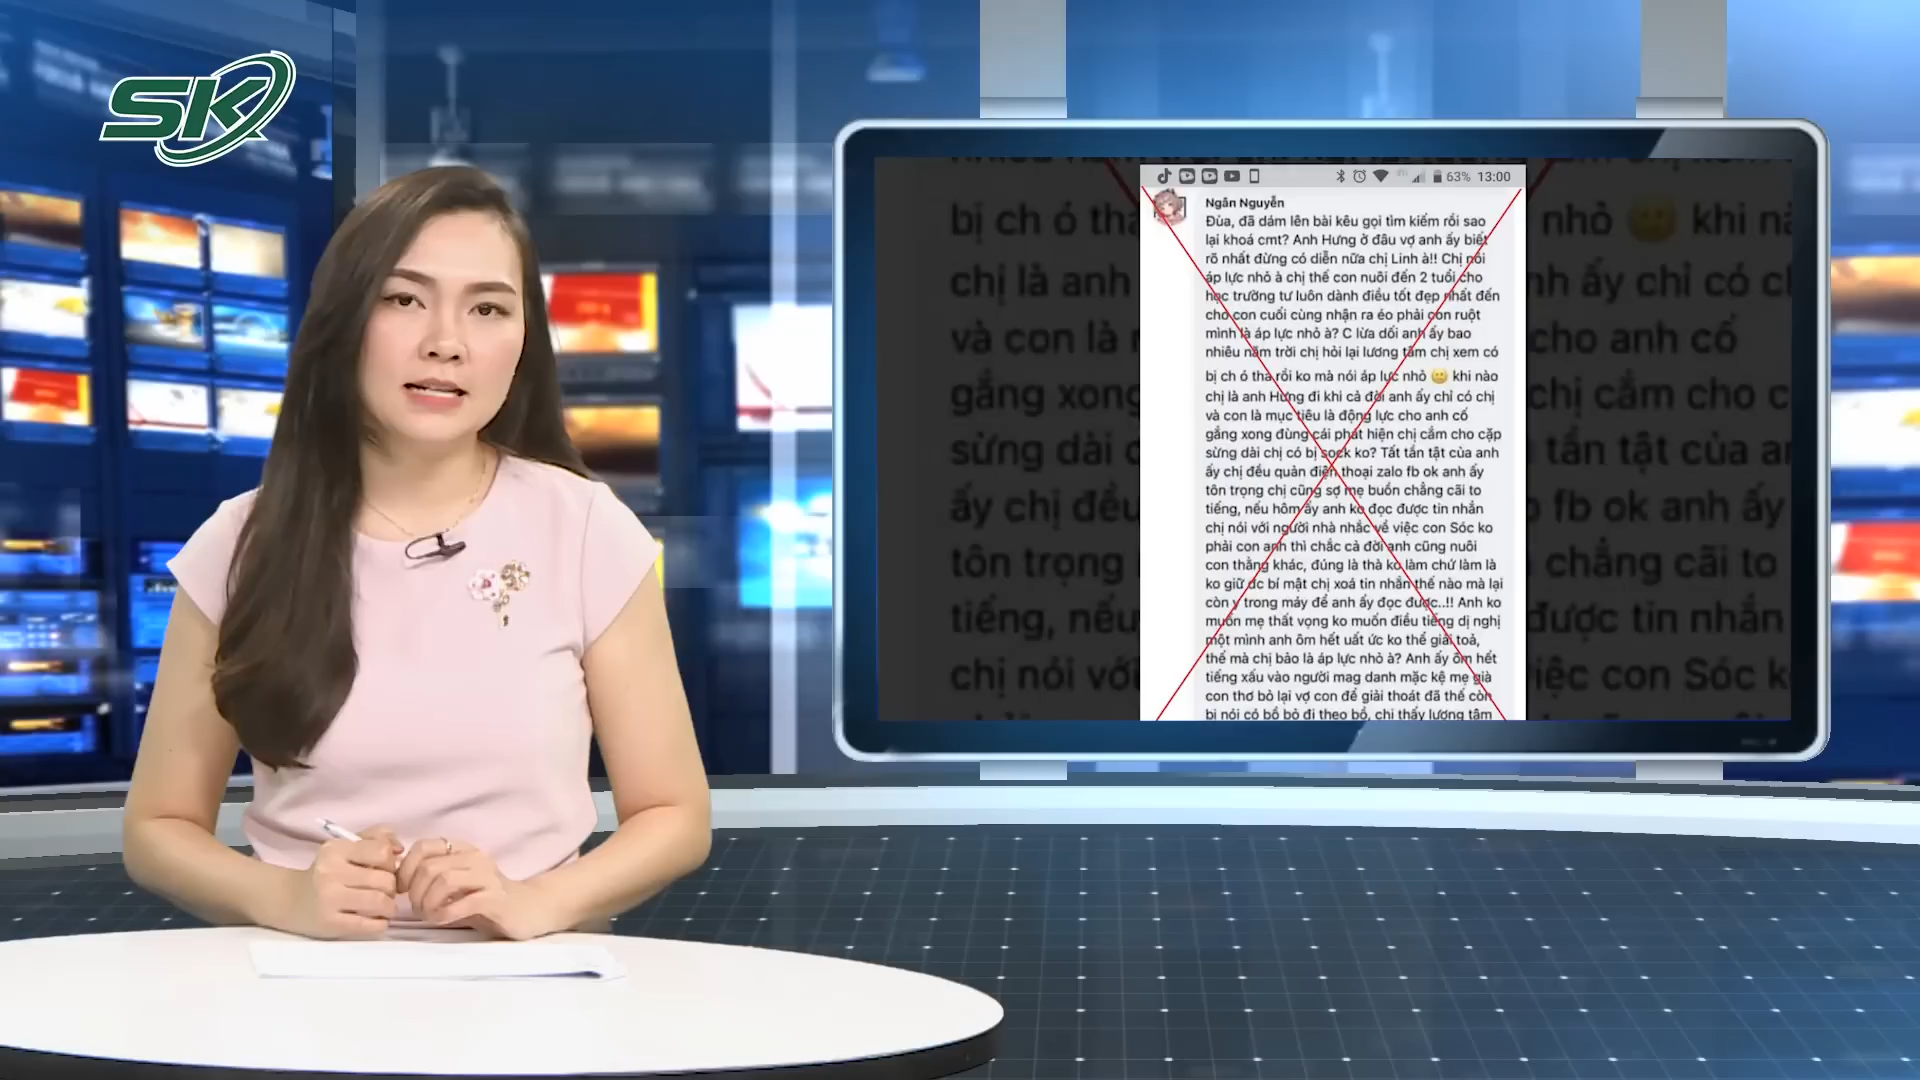 SK
63% 13:00
Ngân Nguyễn
Đùa, đã dám lên bài kêu gọi tìm kiếm rồi sao
lại khoá cmt? Anh Hưng ở đâu vợ anh ấy biết
rõ nhất đừng có diễn nữa chị Linh à!! Chị nói
áp lực nhỏ à chị thế con nuôi đến 2 tuổi cho
học trường tư luôn dành điều tốt đẹp nhất đến
cho con cuối cùng nhận ra éo phải con ruột
mình là áp lực nhỏ à? C lừa dối anh ấy bao
nhiêu năm trời chị hỏi lại lương tâm chị xem có
bị ch ó tha rồi ko mà nói áp lực nhỏ 🙂 khi nào
chị là anh Hưng đi khi cả đời anh ấy chỉ có chị
và con là mục tiêu là động lực cho anh cố
gắng xong đùng cái phát hiện chị cắm cho cặp
sừng dài chị có bị sock ko? Tất tần tật của anh
ấy chị đều quản điện thoại zalo fb ok anh ấy
tôn trọng chị cũng sợ mẹ buồn chẳng cãi to
tiếng, nếu hôm ấy anh ko đọc được tin nhắn
chị nói với người nhà nhắc về việc con Sóc ko
phải con anh thì chắc cả đời anh cũng nuôi
con thằng khác, đúng là thà ko làm chứ làm là
ko giữ đc bí mật chị xoá tin nhắn thế nào mà lại
còn y trong máy để anh ấy đọc được..!! Anh ko
muốn mẹ thất vọng ko muốn điều tiếng dị nghị
một mình anh ôm hết uất ức ko thể giải toả,
thế mà chị bảo là áp lực nhỏ à? Anh ấy ôm hết
tiếng xấu vào người mag danh mặc kệ mẹ già
con thơ bỏ lại vợ con để giải thoát đã thế còn
bị nói có bồ bỏ đi theo bồ, chị thấy lương tâm